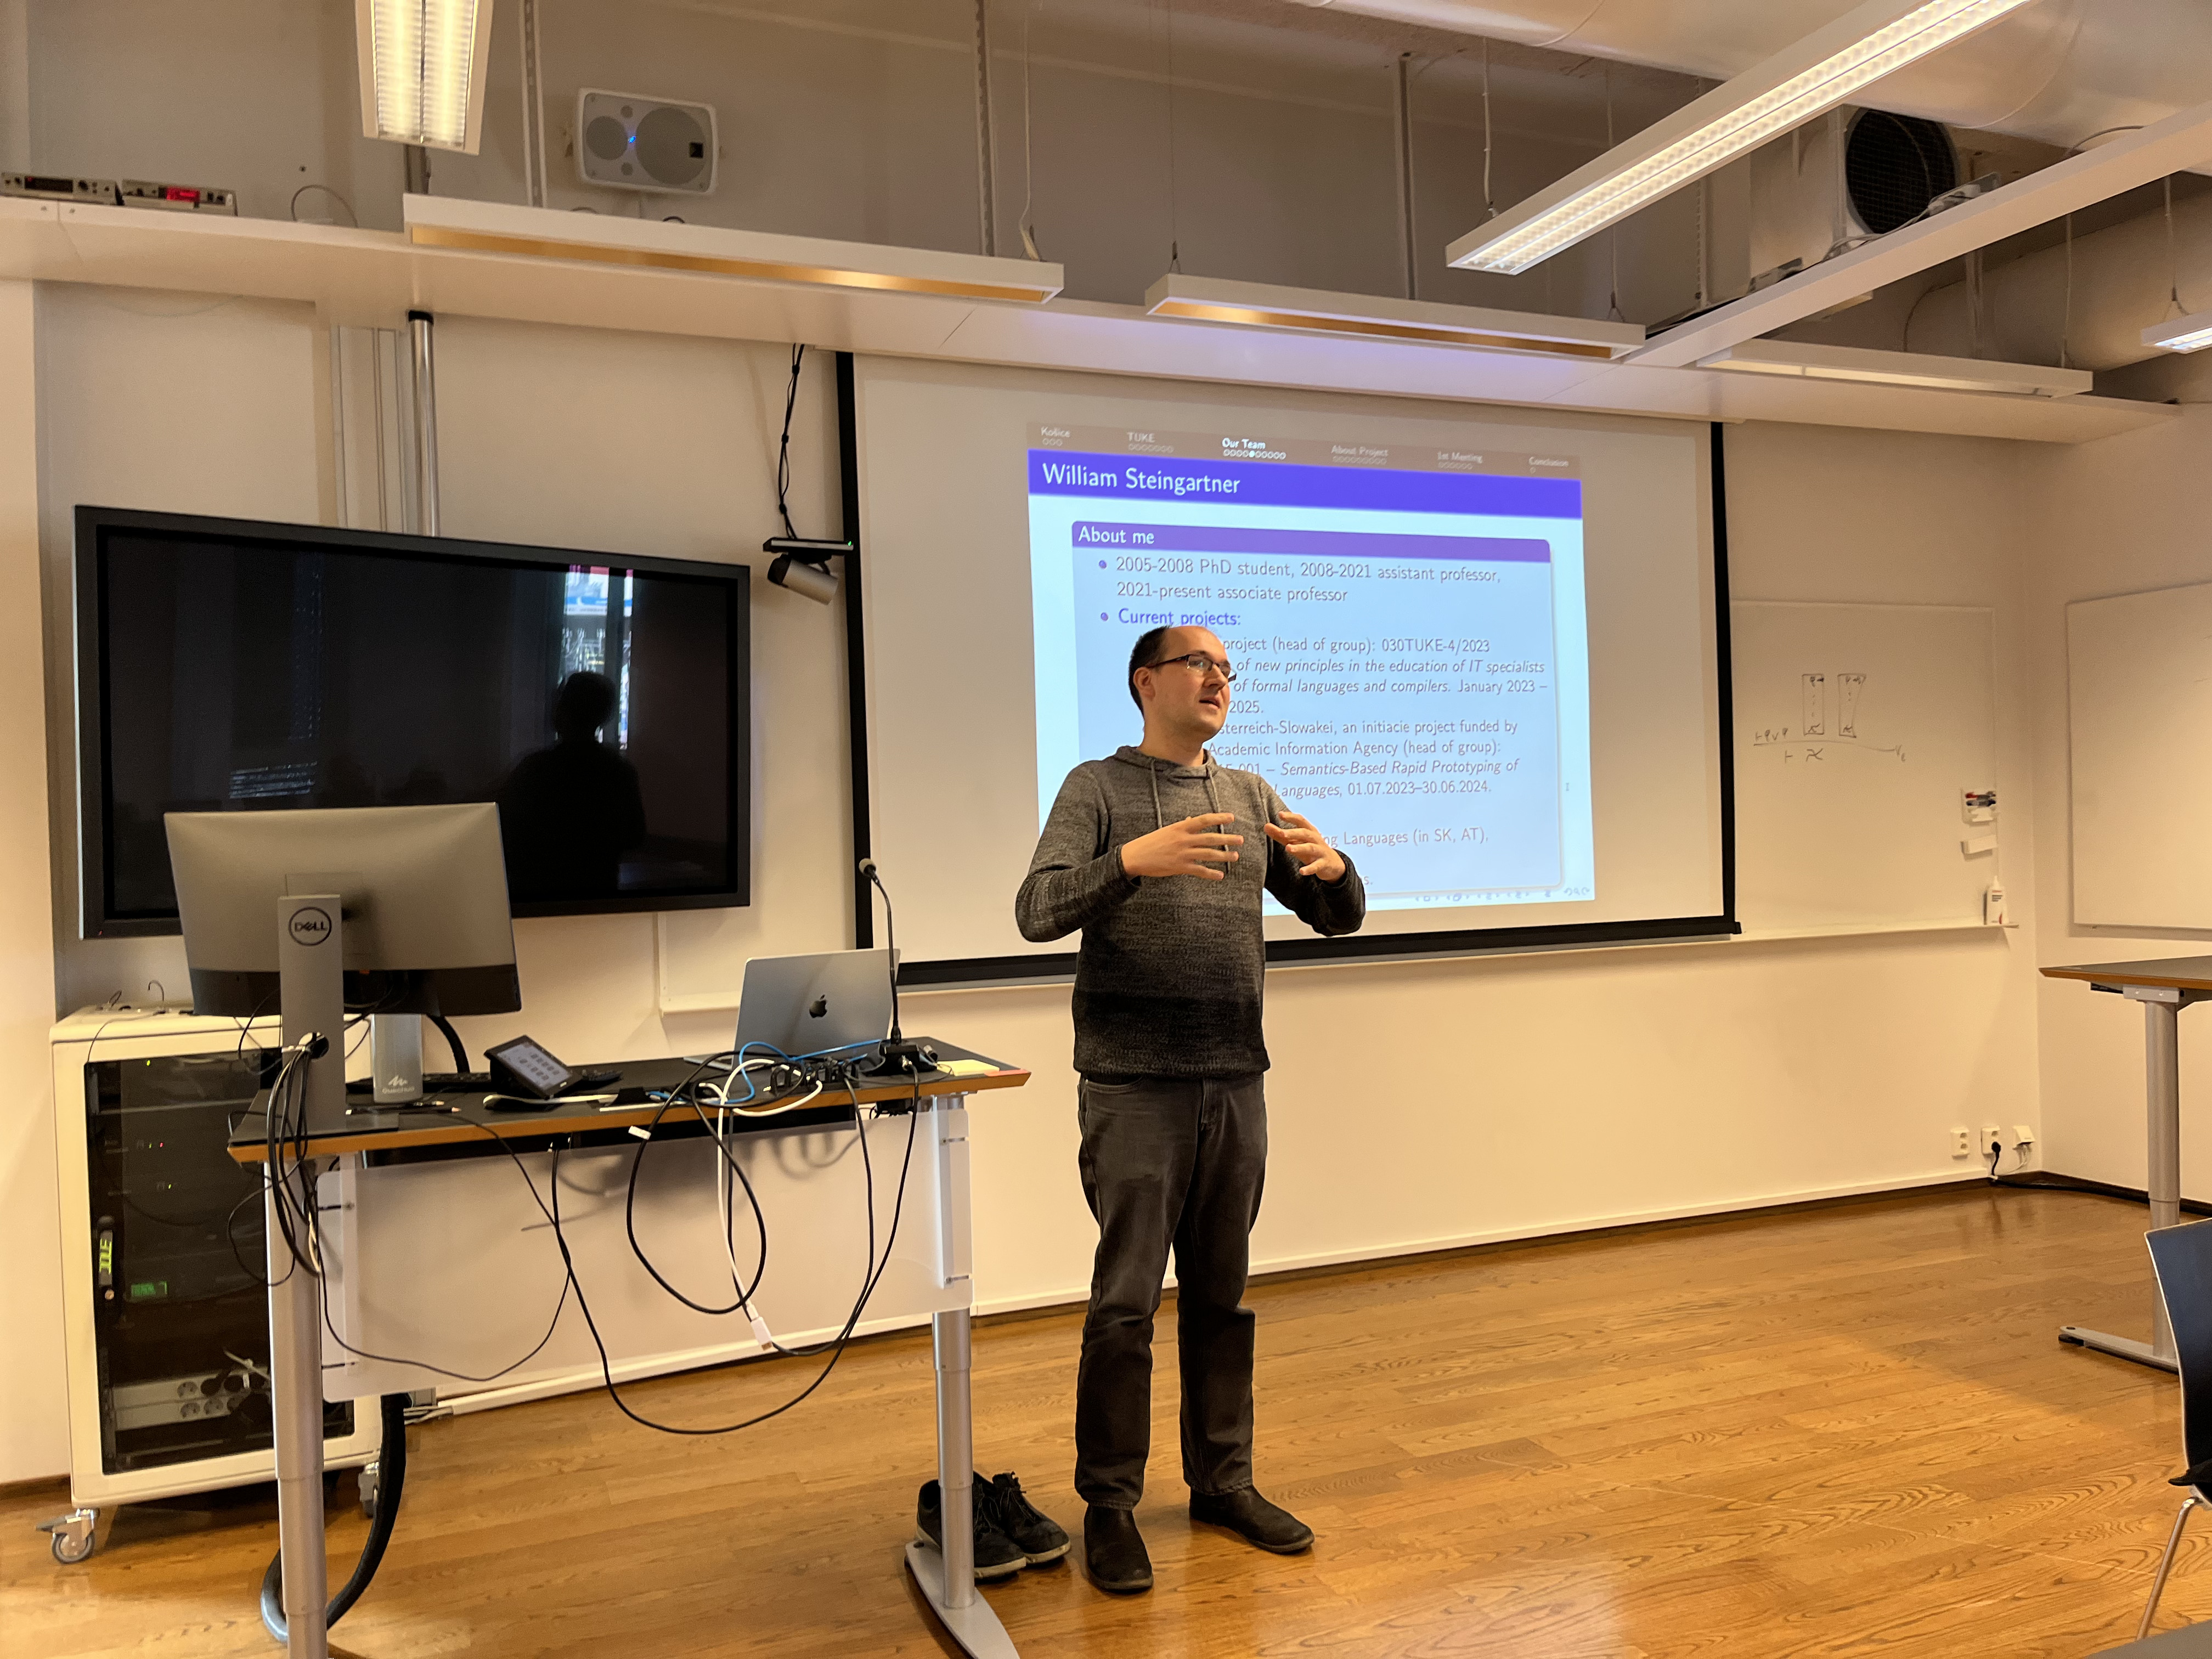 Košice
TUKE
Our Team
About Project
1st Meeting
Conclusion
William Steingartner
About me
2005-2008 PhD student, 2008-2021 assistant professor,
2021-present associate professor
Current projects:
project (head of group): 030TUKE-4/2023
of new principles in the education of IT specialists
of formal languages and compilers. January 2023 –
2025.
sterreich-Slowakei, an initiacie project funded by
Academic Information Agency (head of group):
001 – Semantics-Based Rapid Prototyping of
Languages, 01.07.2023–30.06.2024.
ng Languages (in SK, AT),
s.
DELL